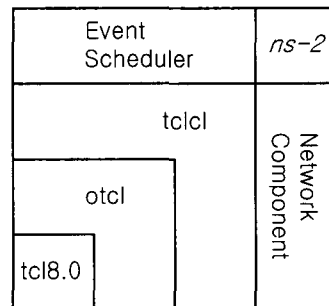 Event
Scheduler
ns-2
tclcl
Network
Component
otcl
tcl8.0